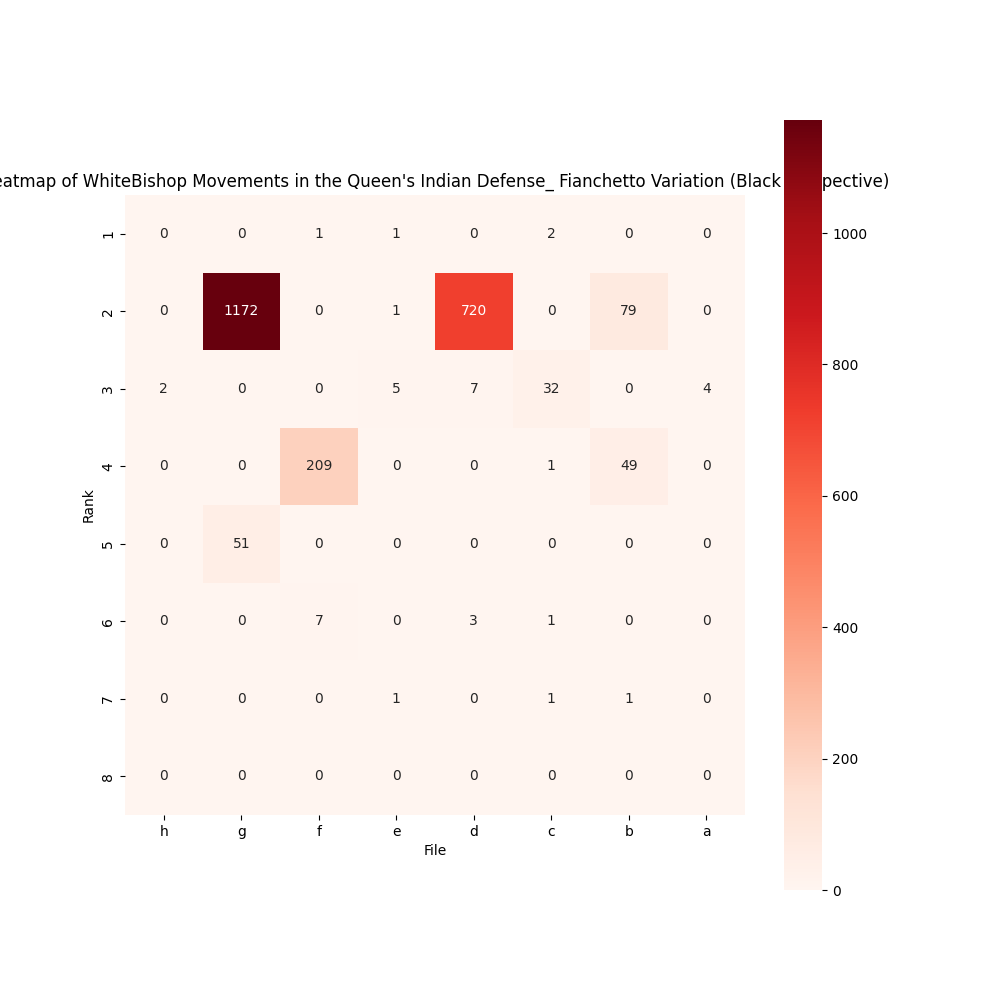 eatmap of WhiteBishop Movements in the Queen's Indian Defense_ Fianchetto Variation (Black spective)
1 0 0 1 1 0 2 0 0
2 0 1172 0 1 720 0 79 0
3 2 0 0 5 7 32 0 4
4 0 0 209 0 0 1 49 0
5 0 51 0 0 0 0 0 0
6 0 0 7 0 3 1 0 0
7 0 0 0 1 0 1 1 0
8 0 0 0 0 0 0 0 0
h g f e d c b a
File
Rank
1000
800
600
400
200
0